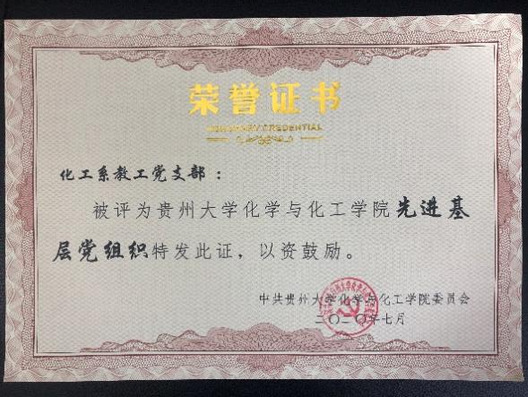 荣誉证书
HONORARY CREDENTIAL
化工系教工党支部：
被评为贵州大学化学与化工学院先进基
层党组织特发此证，以资鼓励。
中共贵州大学化学与化工学院委员会
二〇二〇年七月